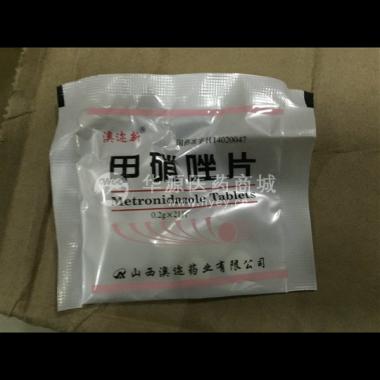 澳迩新®
国药准字H14020047
甲硝唑片
华源医药商城
Metronidazole Tablets
0.2g×21片
山西澳迩药业有限公司